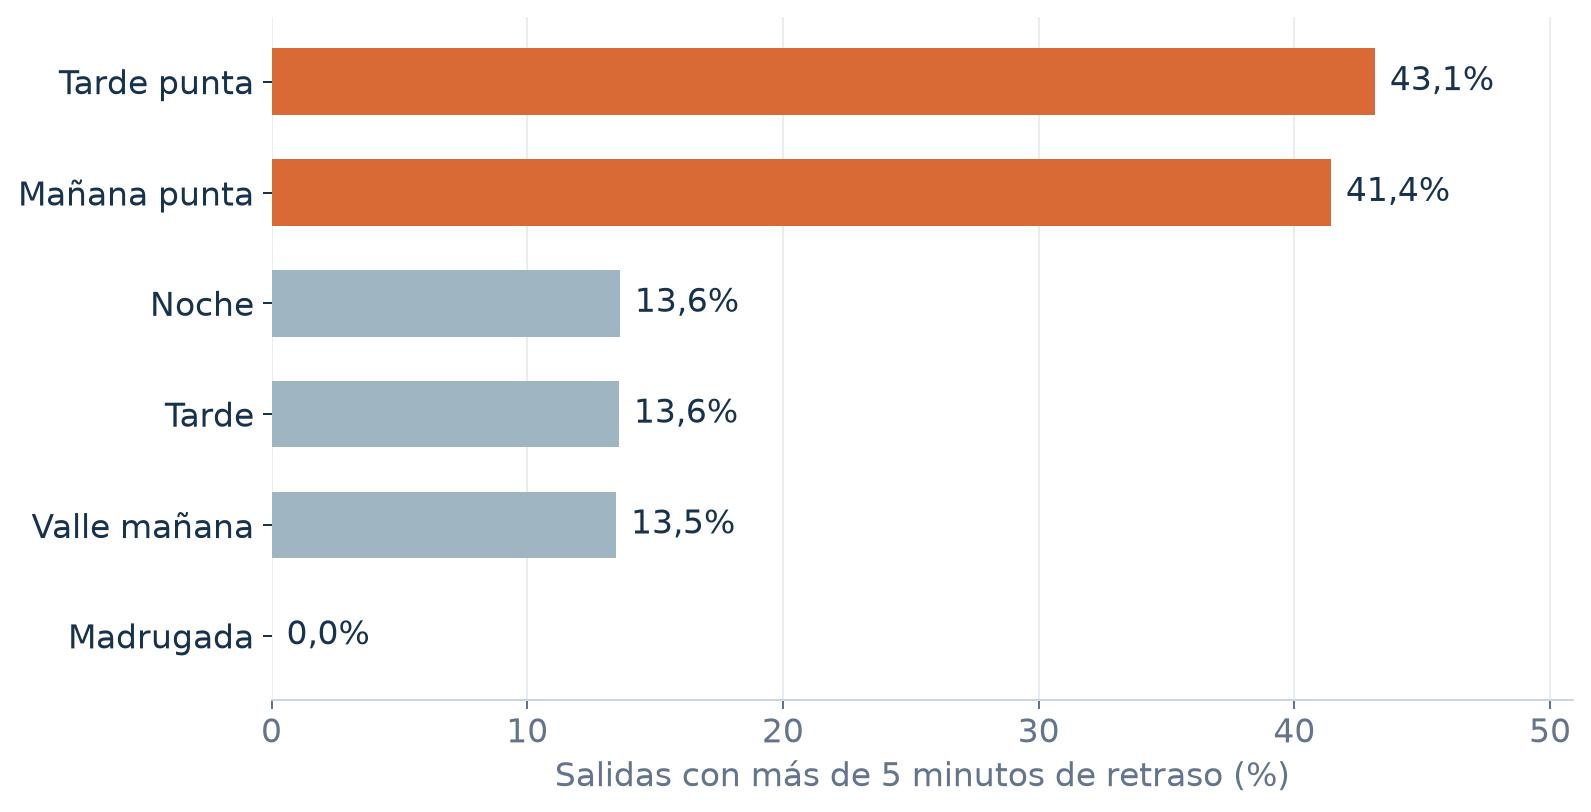 Tarde punta 43,1%
Mañana punta 41,4%
Noche 13,6%
Tarde 13,6%
Valle mañana 13,5%
Madrugada 0,0%
0 10 20 30 40 50
Salidas con más de 5 minutos de retraso (%)